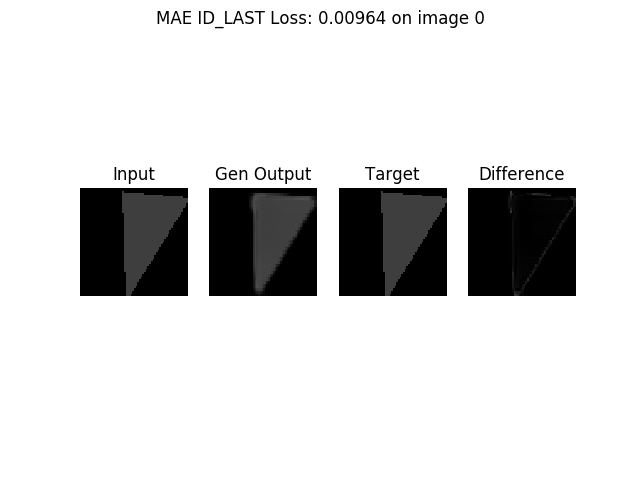 MAE ID_LAST Loss: 0.00964 on image 0
Input
Gen Output
Target
Difference